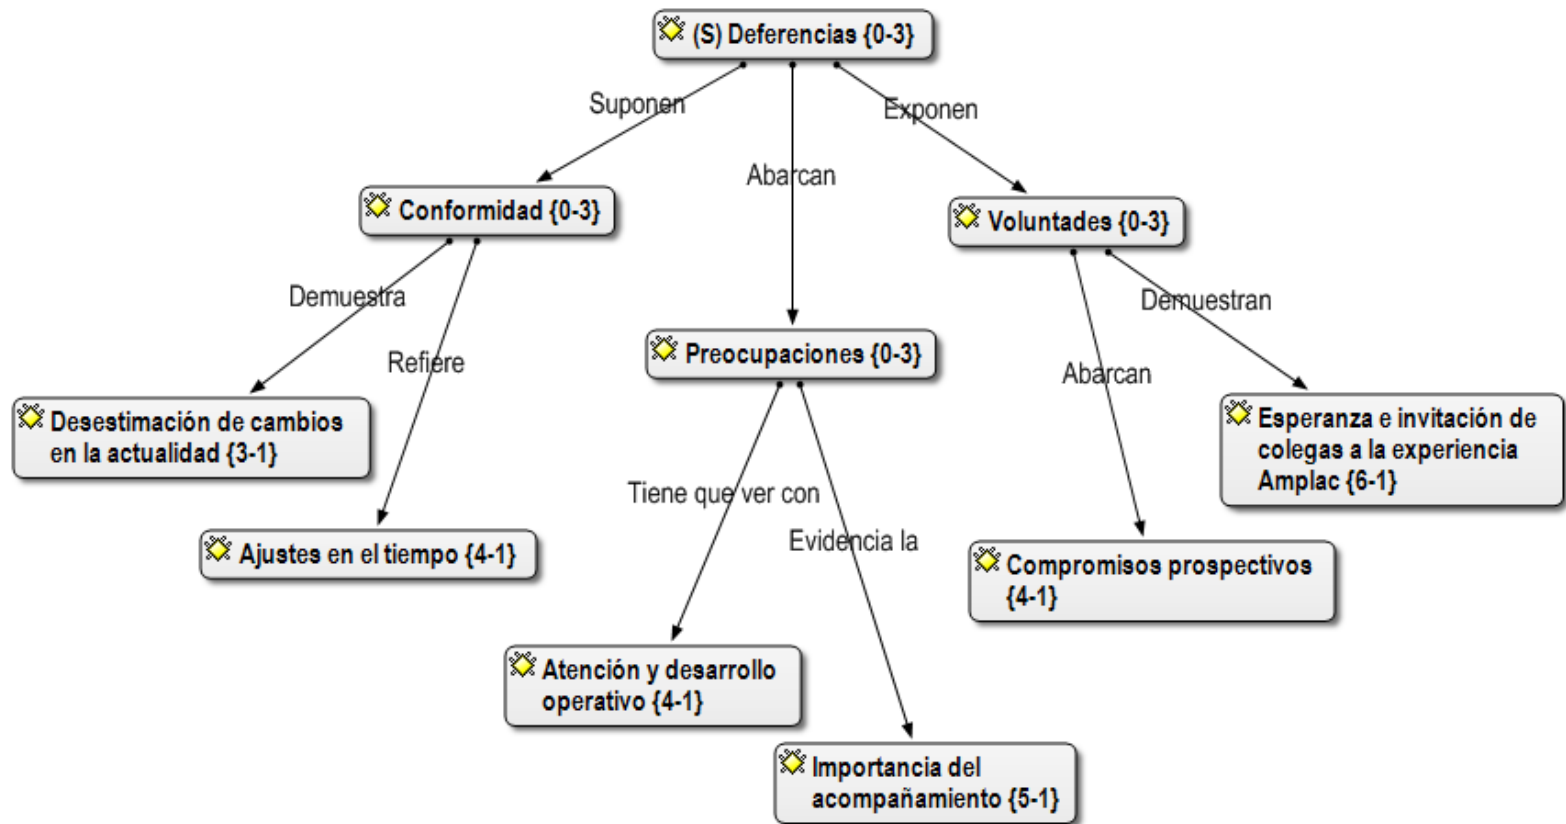 (S) Deferencias {0-3}
Suponen
Exponen
Abarcan
Conformidad {0-3}
Voluntades {0-3}
Demuestra
Demuestran
Refiere
Preocupaciones {0-3}
Abarcan
Desestimación de cambios
en la actualidad {3-1}
Esperanza e invitación de
colegas a la experiencia
Amplac {6-1}
Tiene que ver con
Evidencia la
Ajustes en el tiempo {4-1}
Compromisos prospectivos
{4-1}
Atención y desarrollo
operativo {4-1}
Importancia del
acompañamiento {5-1}